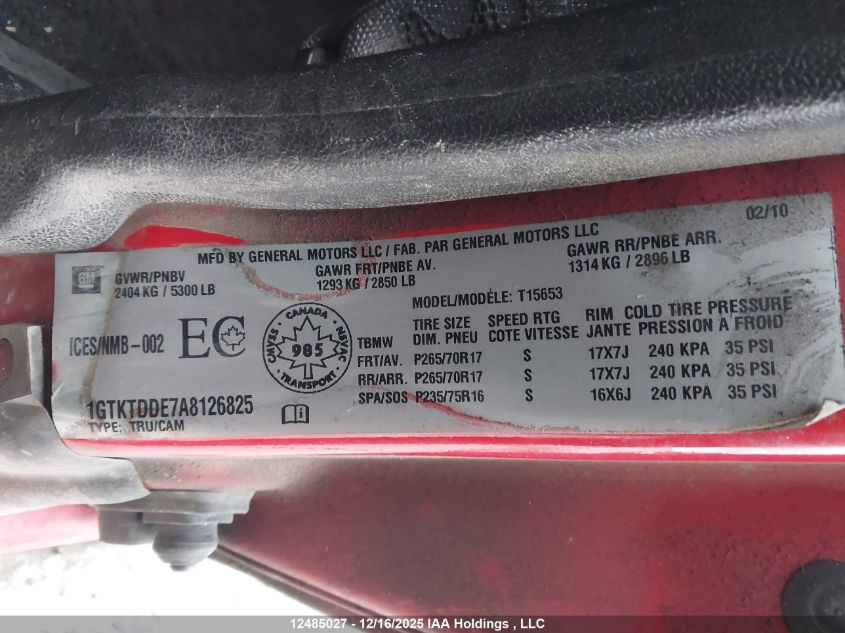 02/10
MFD BY GENERAL MOTORS LLC / FAB. PAR GENERAL MOTORS LLC
GM
GVWR/PNBV
2404 KG / 5300 LB
GAWR FRT/PNBE AV.
1293 KG / 2850 LB
GAWR RR/PNBE ARR.
1314 KG / 2896 LB
MODEL/MODÈLE: T15653
ICES/NMB-002
EC
CANADA
SVMAC
NSVAC
985
TRANSPORT
TIRE SIZE SPEED RTG RIM COLD TIRE PRESSURE
TBMW DIM. PNEU COTE VITESSE JANTE PRESSION A FROID
FRT/AV. P265/70R17 S 17X7J 240 KPA 35 PSI
RR/ARR. P265/70R17 S 17X7J 240 KPA 35 PSI
SPA/SOS P235/75R16 S 16X6J 240 KPA 35 PSI
1GTKTDDE7A8126825
TYPE: TRU/CAM
12485027 - 12/16/2025 IAA Holdings , LLC